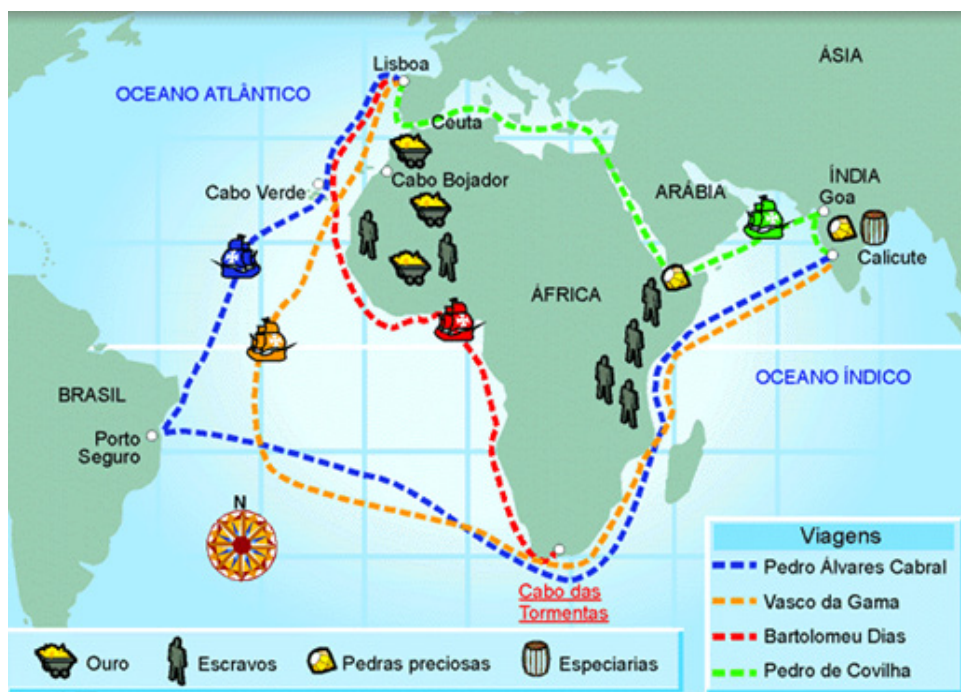 Lisboa
ÁSIA
OCEANO ATLÂNTICO
Ceuta
Cabo Bojador
Cabo Verde
ARÁBIA
ÍNDIA
Goa
Calicute
ÁFRICA
BRASIL
OCEANO ÍNDICO
Porto
Seguro
N
Cabo das
Tormentas
Viagens
Pedro Álvares Cabral
Vasco da Gama
Bartolomeu Dias
Pedro de Covilha
Ouro
Escravos
Pedras preciosas
Especiarias